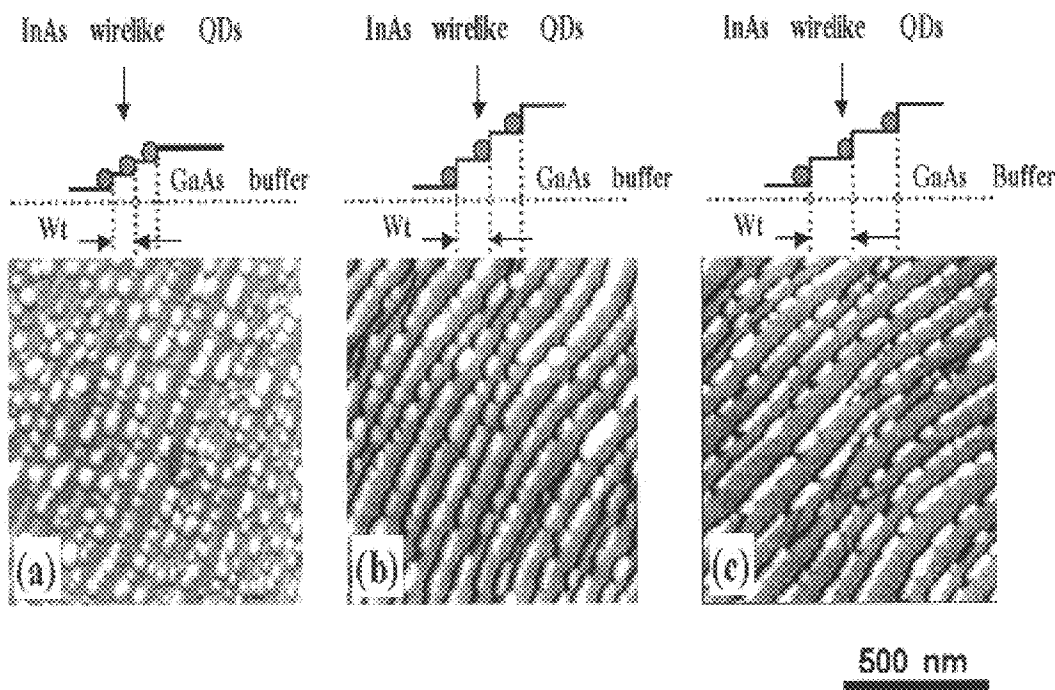 InAs wirelike QDs
InAs wirelike QDs
InAs wirelike QDs
GaAs buffer
GaAs buffer
GaAs Buffer
Wt
Wt
Wt
(a)
(b)
(c)
500 nm